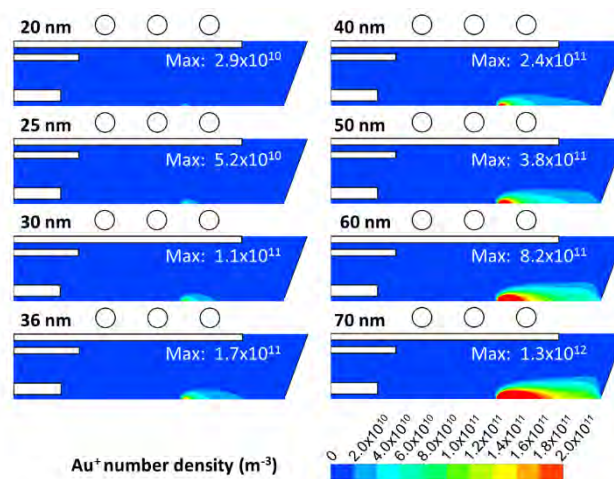 20 nm
Max: 2.9x10¹⁰
25 nm
Max: 5.2x10¹⁰
30 nm
Max: 1.1x10¹¹
36 nm
Max: 1.7x10¹¹
40 nm
Max: 2.4x10¹¹
50 nm
Max: 3.8x10¹¹
60 nm
Max: 8.2x10¹¹
70 nm
Max: 1.3x10¹²
Au⁺ number density (m⁻³)
0
2.0x10¹⁰
4.0x10¹⁰
6.0x10¹⁰
8.0x10¹⁰
1.0x10¹¹
1.2x10¹¹
1.4x10¹¹
1.6x10¹¹
1.8x10¹¹
2.0x10¹¹